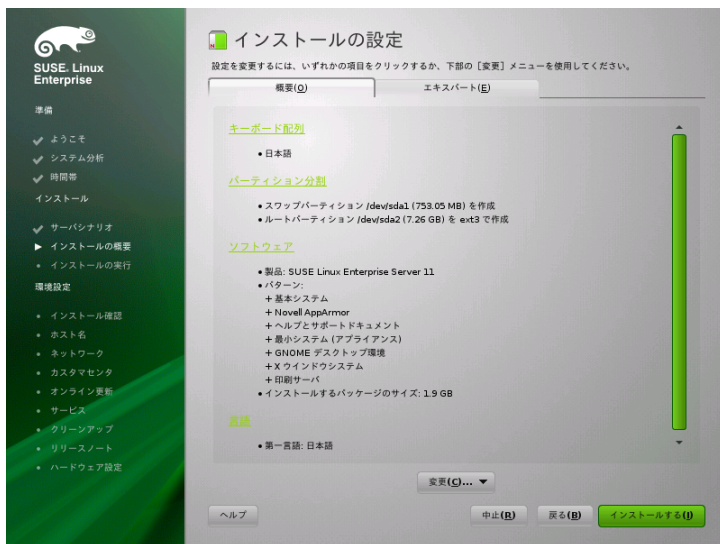 SUSE. Linux
Enterprise
準備
ようこそ
システム分析
時間帯
インストール
サーバシナリオ
インストールの概要
インストールの実行
環境設定
インストール確認
ホスト名
ネットワーク
カスタマセンタ
オンライン更新
サービス
クリーンアップ
リリースノート
ハードウェア設定
インストールの設定
設定を変更するには、いずれかの項目をクリックするか、下部の［変更］メニューを使用してください。
概要(O)
エキスパート(E)
キーボード配列
• 日本語
パーティション分割
• スワップパーティション /dev/sda1 (753.05 MB) を作成
• ルートパーティション /dev/sda2 (7.26 GB) を ext3 で作成
ソフトウェア
• 製品: SUSE Linux Enterprise Server 11
• パターン:
+ 基本システム
+ Novell AppArmor
+ ヘルプとサポートドキュメント
+ 最小システム (アプライアンス)
+ GNOME デスクトップ環境
+ X ウインドウシステム
+ 印刷サーバ
• インストールするパッケージのサイズ: 1.9 GB
言語
• 第一言語: 日本語
変更(C)...
ヘルプ
中止(R)
戻る(B)
インストールする(I)